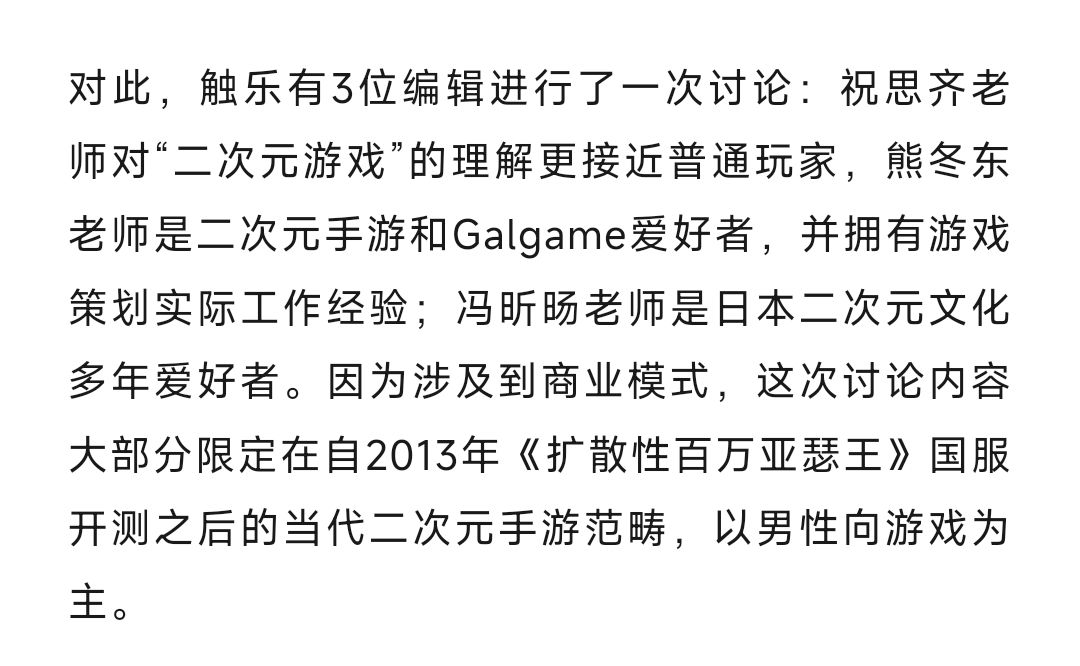 对此，触乐有3位编辑进行了一次讨论：祝思齐老
师对“二次元游戏”的理解更接近普通玩家，熊冬东
老师是二次元手游和Galgame爱好者，并拥有游戏
策划实际工作经验；冯昕旸老师是日本二次元文化
多年爱好者。因为涉及到商业模式，这次讨论内容
大部分限定在自2013年《扩散性百万亚瑟王》国服
开测之后的当代二次元手游范畴，以男性向游戏为
主。